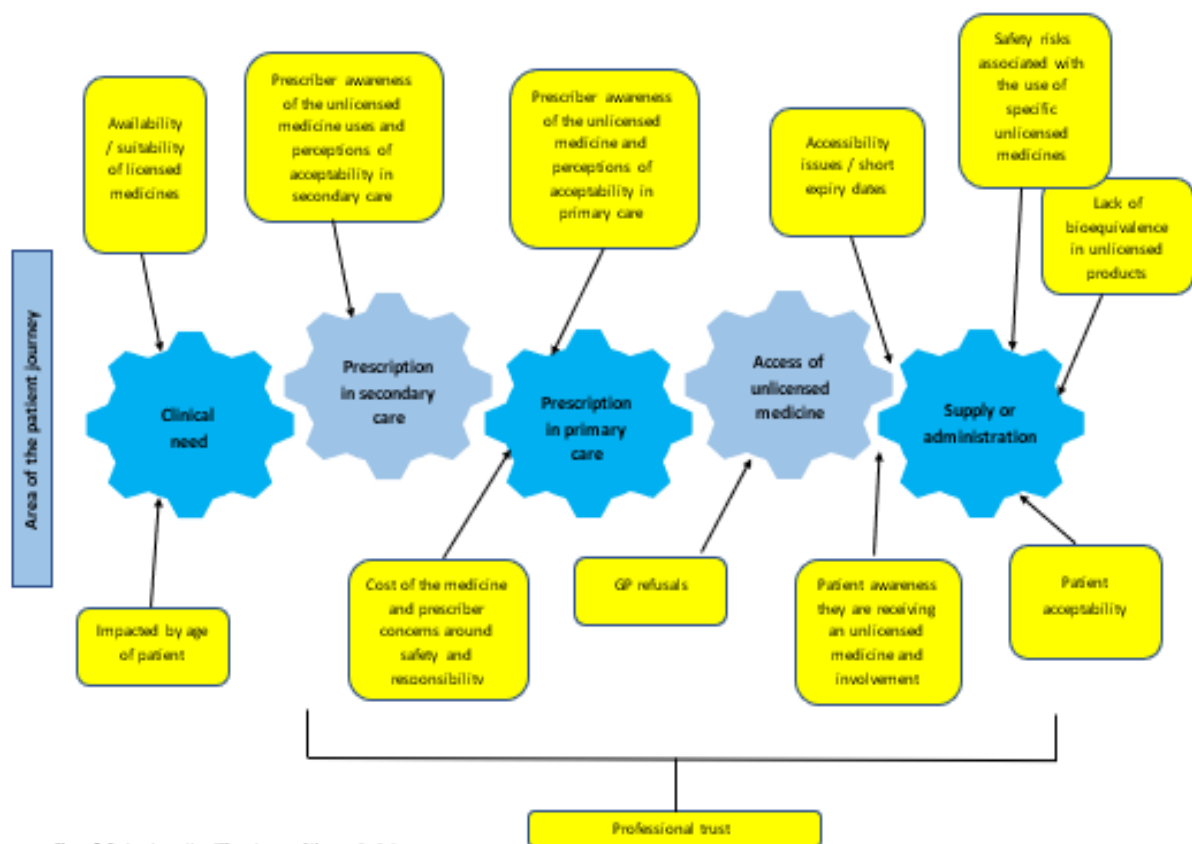 Safety risks
associated with
the use of
specific
unlicensed
medicines
Prescriber awareness
of the unlicensed
medicine uses and
perceptions of
acceptability in
secondary care
Prescriber awareness
of the unlicensed
medicine and
perceptions of
acceptability in
primary care
Availability
/ suitability
of licensed
medicines
Accessibility
issues / short
expiry dates
Lack of
bioequivalence
in unlicensed
products
Area of the patient journey
Clinical
need
Prescription
in secondary
care
Prescription
in primary
care
Access of
unlicensed
medicine
Supply or
administration
Impacted by age
of patient
Cost of the medicine
and prescriber
concerns around
safety and
responsibility
GP refusals
Patient awareness
they are receiving
an unlicensed
medicine and
involvement
Patient
acceptability
Professional trust